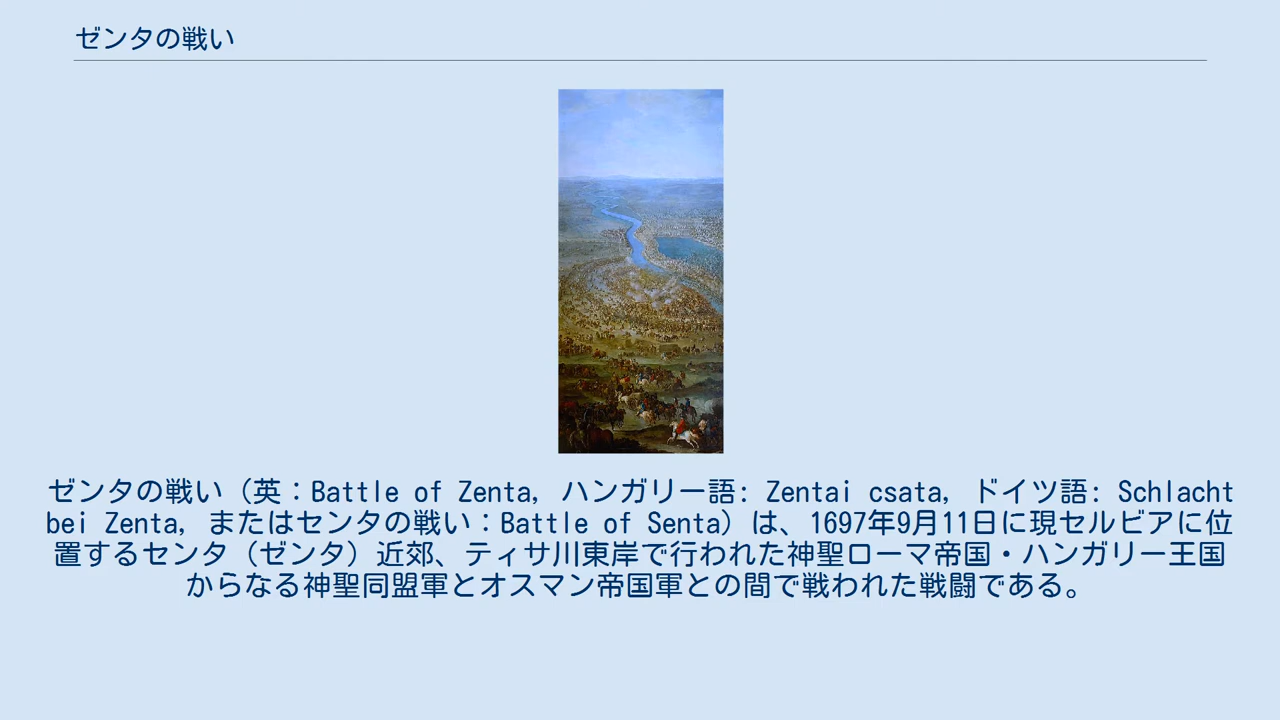 ゼンタの戦い
ゼンタの戦い（英：Battle of Zenta, ハンガリー語: Zentai csata, ドイツ語: Schlacht
bei Zenta, またはセンタの戦い：Battle of Senta）は、1697年9月11日に現セルビアに位
置するセンタ（ゼンタ）近郊、ティサ川東岸で行われた神聖ローマ帝国・ハンガリー王国
からなる神聖同盟軍とオスマン帝国軍との間で戦われた戦闘である。